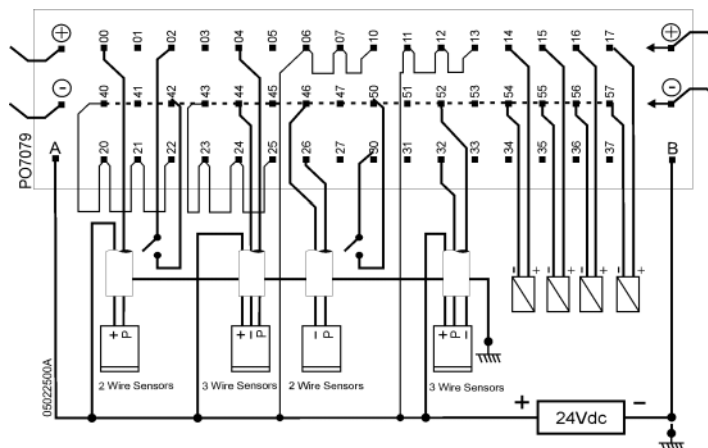 + 00 01 02 03 04 05 06 07 10 11 12 13 14 15 16 17 +
- 40 41 42 43 44 45 46 47 50 51 52 53 54 55 56 57 -
PO7079
A 20 21 22 23 24 25 26 27 30 31 32 33 34 35 36 37 B
- + - + - + - +
+ P + - P - P + P -
2 Wire Sensors 3 Wire Sensors 2 Wire Sensors 3 Wire Sensors
05022500A
+ 24Vdc -